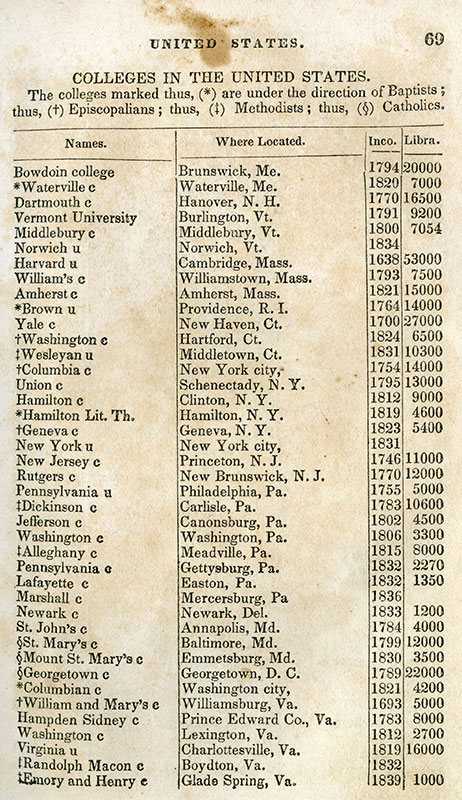 UNITED STATES. 69
COLLEGES IN THE UNITED STATES.
The colleges marked thus, (*) are under the direction of Baptists;
thus, (†) Episcopalians; thus, (‡) Methodists; thus, (§) Catholics.
Names. Where Located. Inco. Libra.
Bowdoin college Brunswick, Me. 1794 20000
*Waterville c Waterville, Me. 1820 7000
Dartmouth c Hanover, N. H. 1770 16500
Vermont University Burlington, Vt. 1791 9200
Middlebury c Middlebury, Vt. 1800 7054
Norwich u Norwich, Vt. 1834
Harvard u Cambridge, Mass. 1638 53000
William's c Williamstown, Mass. 1793 7500
Amherst c Amherst, Mass. 1821 15000
*Brown u Providence, R. I. 1764 14000
Yale c New Haven, Ct. 1700 27000
†Washington c Hartford, Ct. 1824 6500
‡Wesleyan u Middletown, Ct. 1831 10300
†Columbia c New York city, 1754 14000
Union c Schenectady, N. Y. 1795 13000
Hamilton c Clinton, N. Y. 1812 9000
*Hamilton Lit. Th. Hamilton, N. Y. 1819 4600
†Geneva c Geneva, N. Y. 1823 5400
New York u New York city, 1831
New Jersey c Princeton, N. J. 1746 11000
Rutgers c New Brunswick, N. J. 1770 12000
Pennsylvania u Philadelphia, Pa. 1755 5000
‡Dickinson c Carlisle, Pa. 1783 10600
Jefferson c Canonsburg, Pa. 1802 4500
Washington c Washington, Pa. 1806 3300
‡Alleghany c Meadville, Pa. 1815 8000
Pennsylvania c Gettysburg, Pa. 1832 2270
Lafayette c Easton, Pa. 1832 1350
Marshall c Mercersburg, Pa 1836
Newark c Newark, Del. 1833 1200
St. John's c Annapolis, Md. 1784 4000
§St. Mary's c Baltimore, Md. 1799 12000
§Mount St. Mary's c Emmetsburg, Md. 1830 3500
§Georgetown c Georgetown, D. C. 1789 22000
*Columbian c Washington city, 1821 4200
†William and Mary's c Williamsburg, Va. 1693 5000
Hampden Sidney c Prince Edward Co., Va. 1783 8000
Washington c Lexington, Va. 1812 2700
Virginia u Charlottesville, Va. 1819 16000
‡Randolph Macon c Boydton, Va. 1832
‡Emory and Henry c Glade Spring, Va. 1839 1000